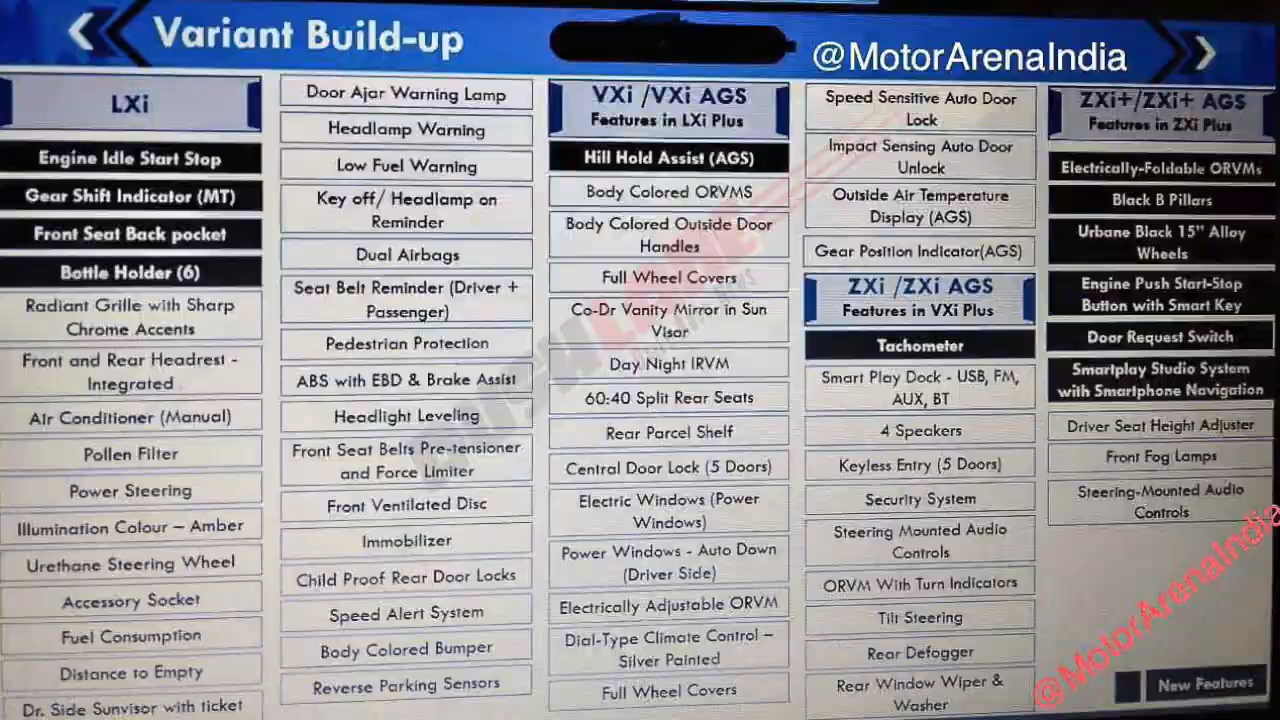 Variant Build-up
@MotorArenaIndia
LXi
Engine Idle Start Stop
Gear Shift Indicator (MT)
Front Seat Back pocket
Bottle Holder (6)
Radiant Grille with Sharp
Chrome Accents
Front and Rear Headrest -
Integrated
Air Conditioner (Manual)
Pollen Filter
Power Steering
Illumination Colour – Amber
Urethane Steering Wheel
Accessory Socket
Fuel Consumption
Distance to Empty
Dr. Side Sunvisor with ticket
Door Ajar Warning Lamp
Headlamp Warning
Low Fuel Warning
Key off/ Headlamp on
Reminder
Dual Airbags
Seat Belt Reminder (Driver +
Passenger)
Pedestrian Protection
ABS with EBD & Brake Assist
Headlight Leveling
Front Seat Belts Pre-tensioner
and Force Limiter
Front Ventilated Disc
Immobilizer
Child Proof Rear Door Locks
Speed Alert System
Body Colored Bumper
Reverse Parking Sensors
VXi /VXi AGS
Features in LXi Plus
Hill Hold Assist (AGS)
Body Colored ORVMS
Body Colored Outside Door
Handles
Full Wheel Covers
Co-Dr Vanity Mirror in Sun
Visor
Day Night IRVM
60:40 Split Rear Seats
Rear Parcel Shelf
Central Door Lock (5 Doors)
Electric Windows (Power
Windows)
Power Windows - Auto Down
(Driver Side)
Electrically Adjustable ORVM
Dial-Type Climate Control –
Silver Painted
Full Wheel Covers
Speed Sensitive Auto Door
Lock
Impact Sensing Auto Door
Unlock
Outside Air Temperature
Display (AGS)
Gear Position Indicator(AGS)
ZXi /ZXi AGS
Features in VXi Plus
Tachometer
Smart Play Dock - USB, FM,
AUX, BT
4 Speakers
Keyless Entry (5 Doors)
Security System
Steering Mounted Audio
Controls
ORVM With Turn Indicators
Tilt Steering
Rear Defogger
Rear Window Wiper &
Washer
ZXi+/ZXi+ AGS
Features in ZXi Plus
Electrically-Foldable ORVMs
Black B Pillars
Urbane Black 15" Alloy
Wheels
Engine Push Start-Stop
Button with Smart Key
Door Request Switch
Smartplay Studio System
with Smartphone Navigation
Driver Seat Height Adjuster
Front Fog Lamps
Steering-Mounted Audio
Controls
@MotorArenaIndia
New Features